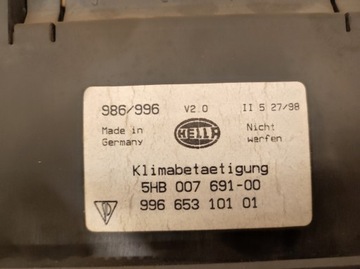 986/996 V2.0 II 5 27/98
Made in Germany HELLA Nicht werfen
Klimabetaetigung
5HB 007 691-00
996 653 101 01